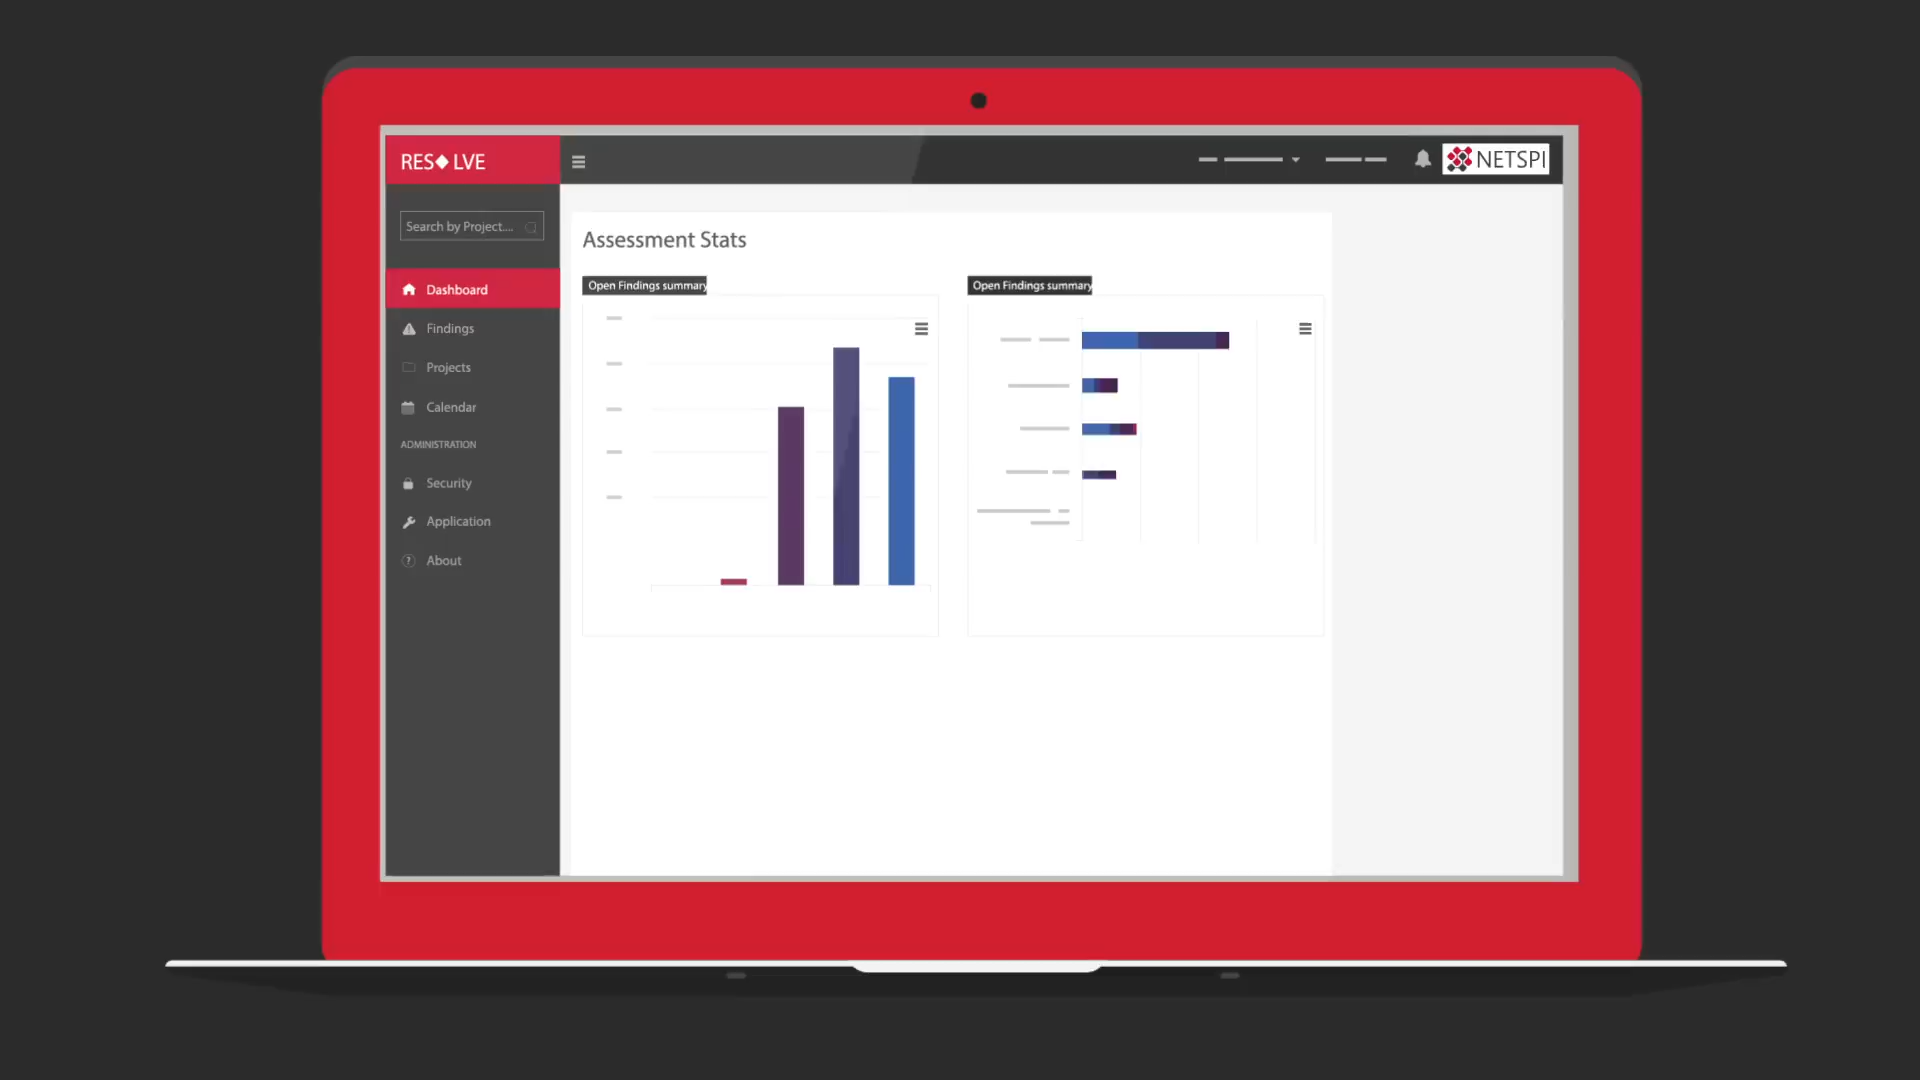 RES◆LVE
NETSPI
Search by Project....
Dashboard
Findings
Projects
Calendar
ADMINISTRATION
Security
Application
About
Assessment Stats
Open Findings summary
Open Findings summary